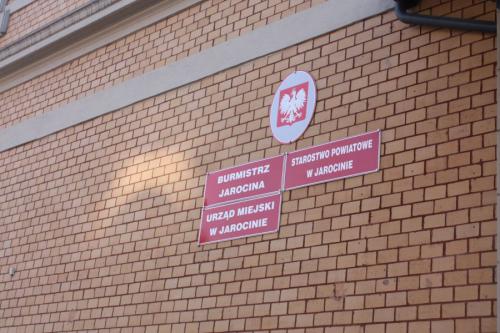 BURMISTRZ
JAROCINA
STAROSTWO POWIATOWE
W JAROCINIE
URZĄD MIEJSKI
W JAROCINIE